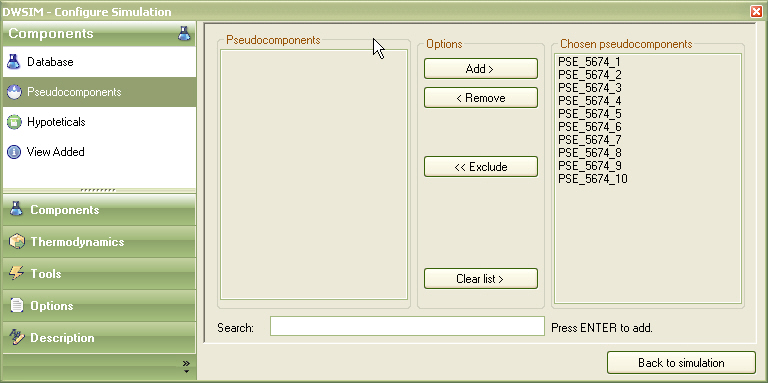 DWSIM - Configure Simulation
Components
Database
Pseudocomponents
Hypoteticals
View Added
Components
Thermodynamics
Tools
Options
Description
»
Pseudocomponents
Options
Add >
< Remove
<< Exclude
Clear list >
Chosen pseudocomponents
PSE_5674_1
PSE_5674_2
PSE_5674_3
PSE_5674_4
PSE_5674_5
PSE_5674_6
PSE_5674_7
PSE_5674_8
PSE_5674_9
PSE_5674_10
Search:
Press ENTER to add.
Back to simulation